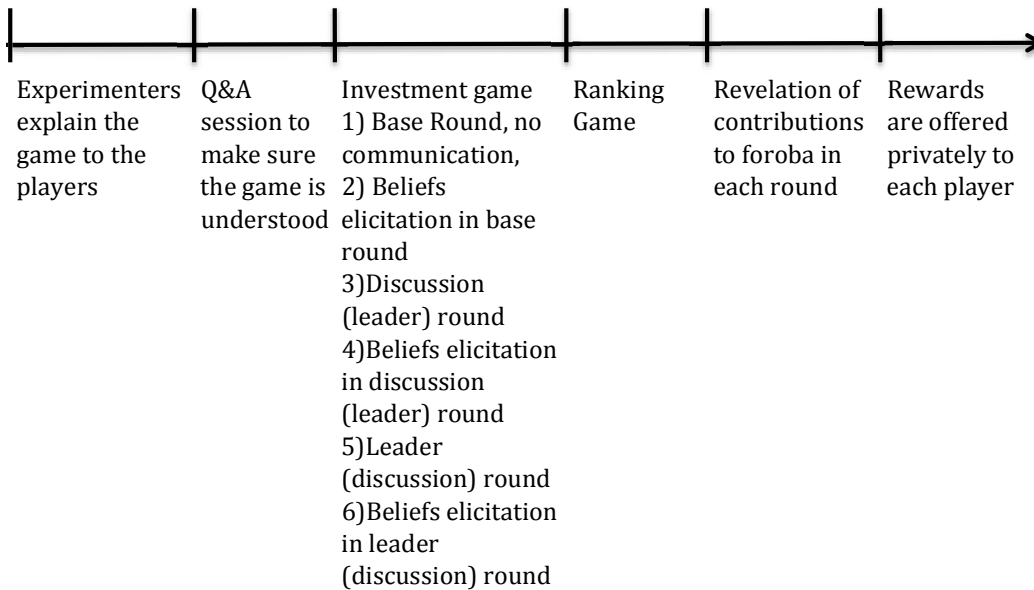 Experimenters
explain the
game to the
players
Q&A
session to
make sure
the game is
understood
Investment game
1) Base Round, no
communication,
2) Beliefs
elicitation in base
round
3)Discussion
(leader) round
4)Beliefs elicitation
in discussion
(leader) round
5)Leader
(discussion) round
6)Beliefs elicitation
in leader
(discussion) round
Ranking
Game
Revelation of
contributions
to foroba in
each round
Rewards
are offered
privately to
each player